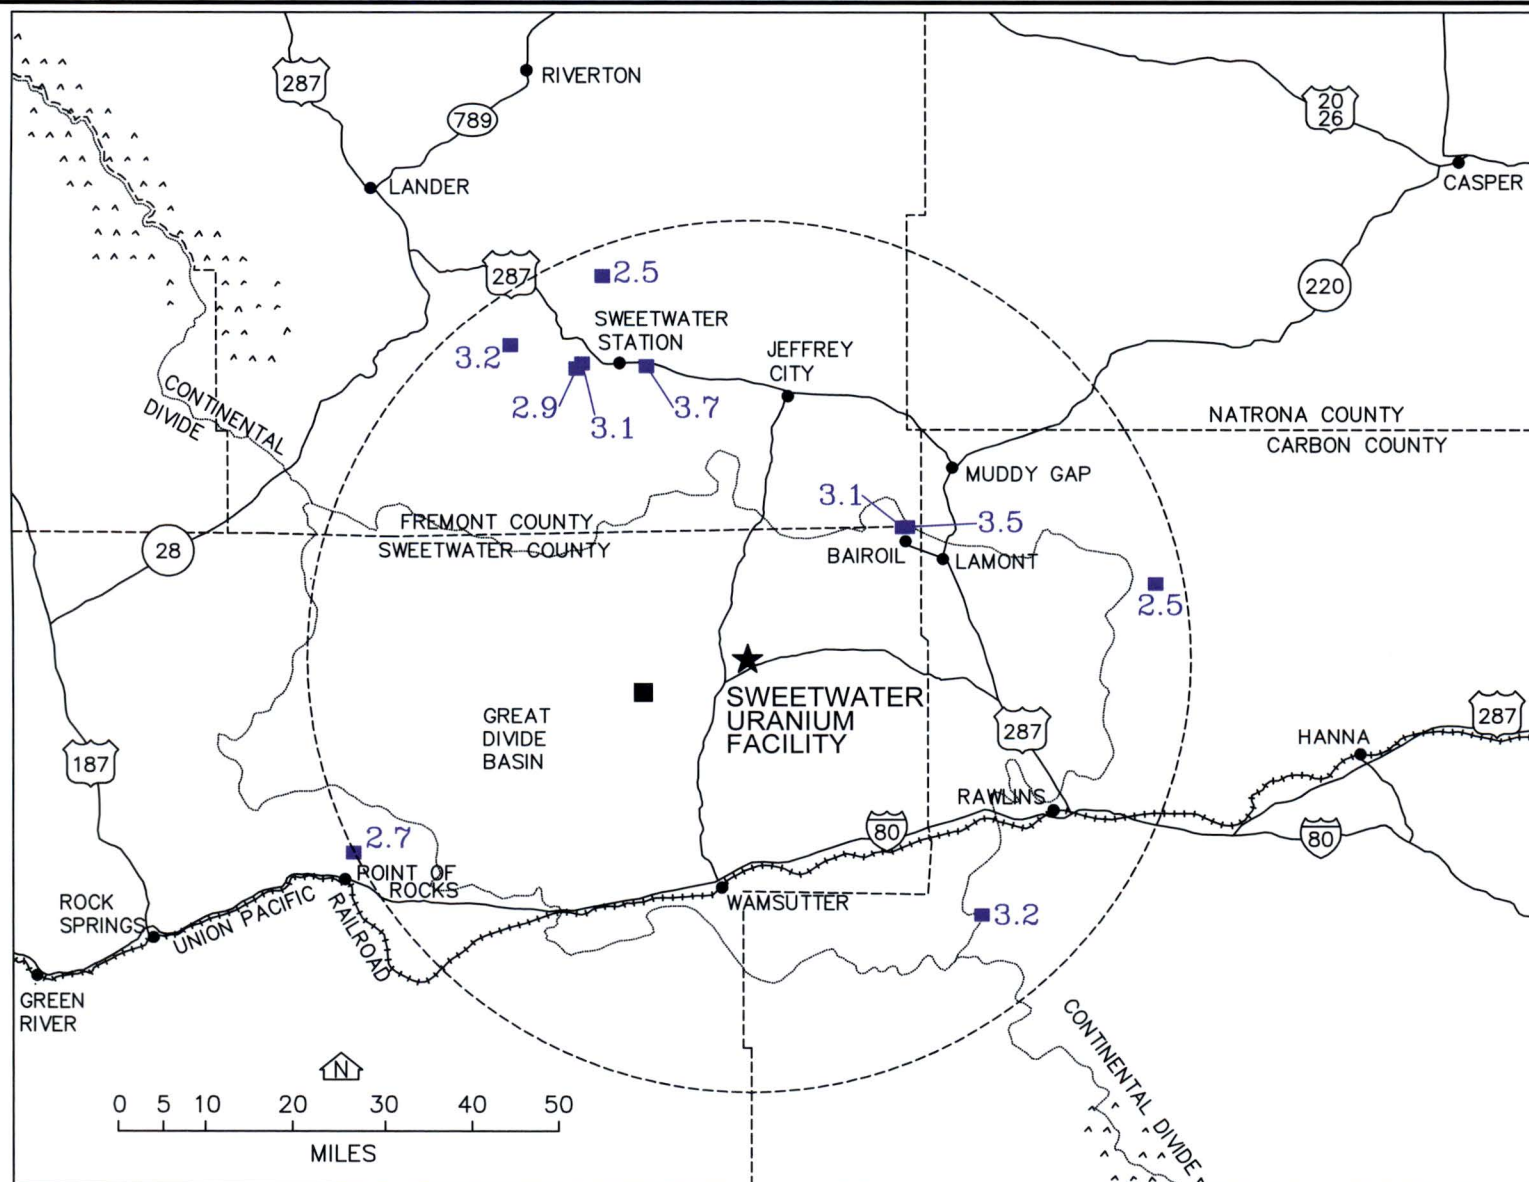 287
RIVERTON
789
20
26
LANDER
CASPER
287
2.5
220
SWEETWATER
STATION
3.2
JEFFREY
CITY
2.9
3.1
3.7
CONTINENTAL
DIVIDE
NATRONA COUNTY
CARBON COUNTY
MUDDY GAP
3.1
3.5
FREMONT COUNTY
SWEETWATER COUNTY
28
BAIROIL
LAMONT
2.5
SWEETWATER
URANIUM
FACILITY
GREAT
DIVIDE
BASIN
287
287
HANNA
187
RAWLINS
80
80
2.7
POINT OF
ROCKS
ROCK
SPRINGS
UNION PACIFIC
RAILROAD
WAMSUTTER
3.2
GREEN
RIVER
CONTINENTAL DIVIDE
N
0 5 10 20 30 40 50
MILES